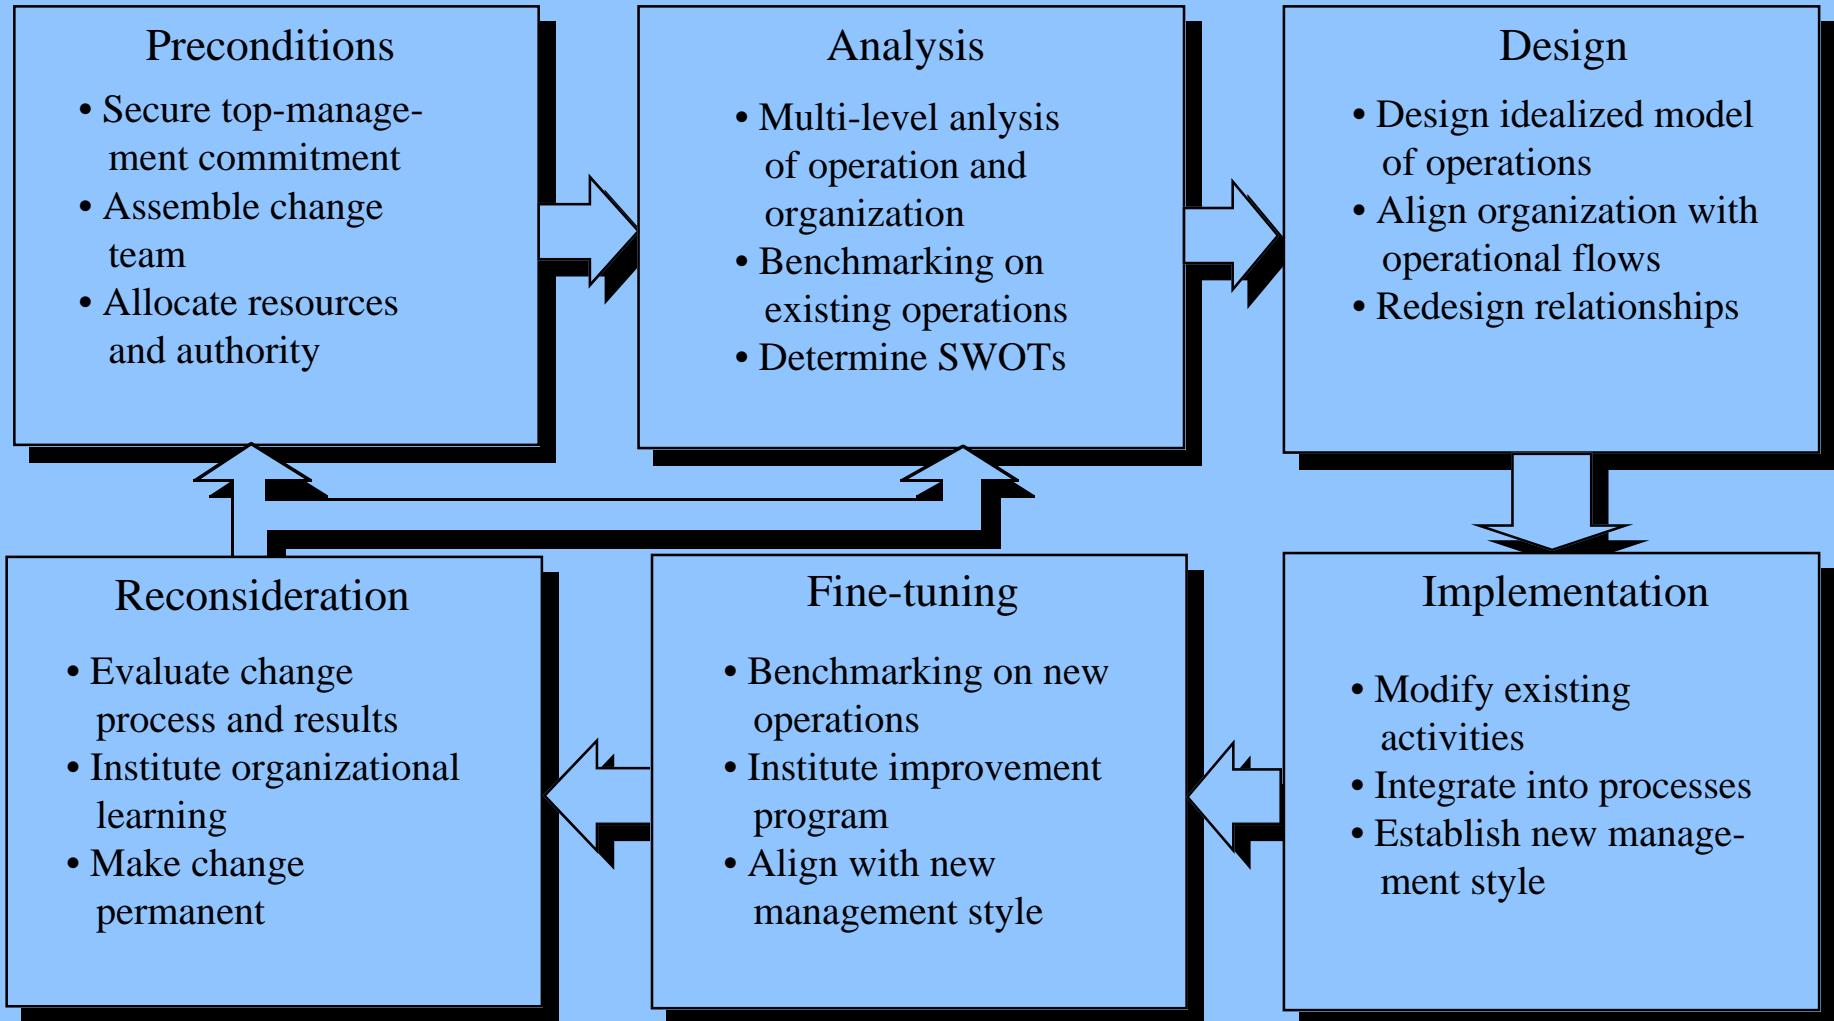 Preconditions
• Secure top-manage-
ment commitment
• Assemble change
team
• Allocate resources
and authority
Analysis
• Multi-level anlysis
of operation and
organization
• Benchmarking on
existing operations
• Determine SWOTs
Design
• Design idealized model
of operations
• Align organization with
operational flows
• Redesign relationships
Reconsideration
• Evaluate change
process and results
• Institute organizational
learning
• Make change
permanent
Fine-tuning
• Benchmarking on new
operations
• Institute improvement
program
• Align with new
management style
Implementation
• Modify existing
activities
• Integrate into processes
• Establish new manage-
ment style